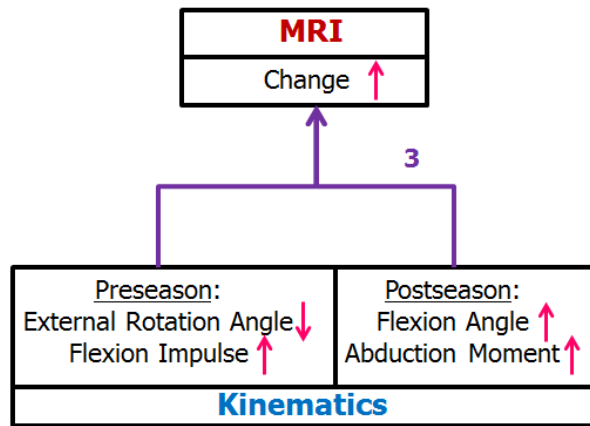 MRI
Change
3
Preseason:
External Rotation Angle
Flexion Impulse
Postseason:
Flexion Angle
Abduction Moment
Kinematics